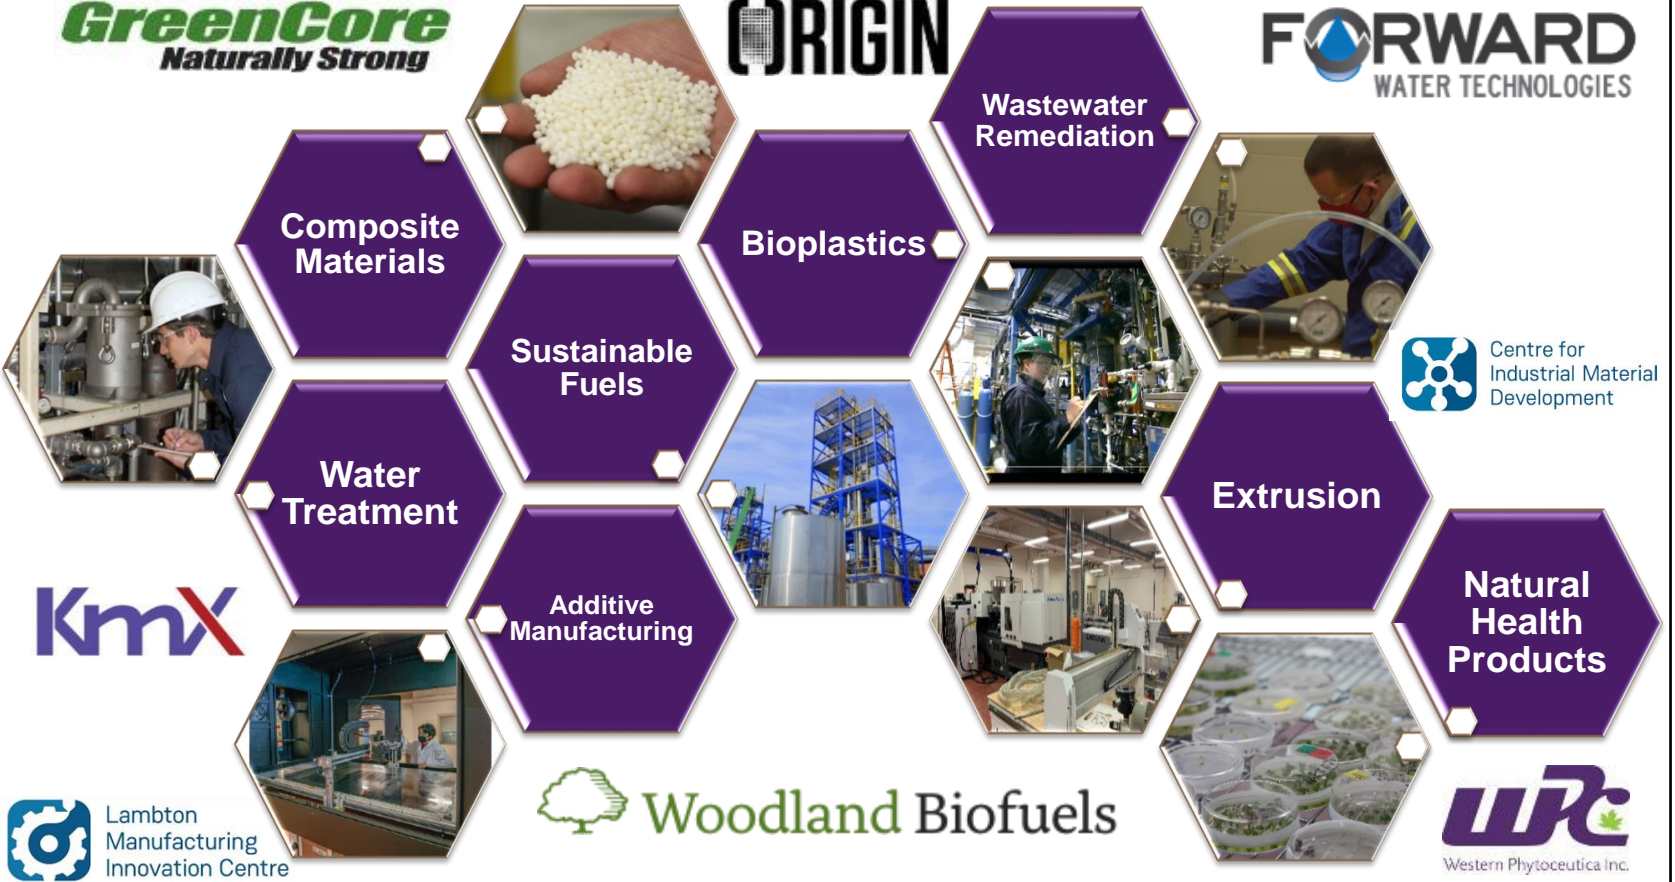 GreenCore
Naturally Strong
ORIGIN
FORWARD
WATER TECHNOLOGIES
Wastewater
Remediation
Composite
Materials
Bioplastics
Sustainable
Fuels
Centre for
Industrial Material
Development
Water
Treatment
Extrusion
Additive
Manufacturing
Natural
Health
Products
KmX
Woodland Biofuels
Lambton
Manufacturing
Innovation Centre
WPC
Western Phytoceutica Inc.